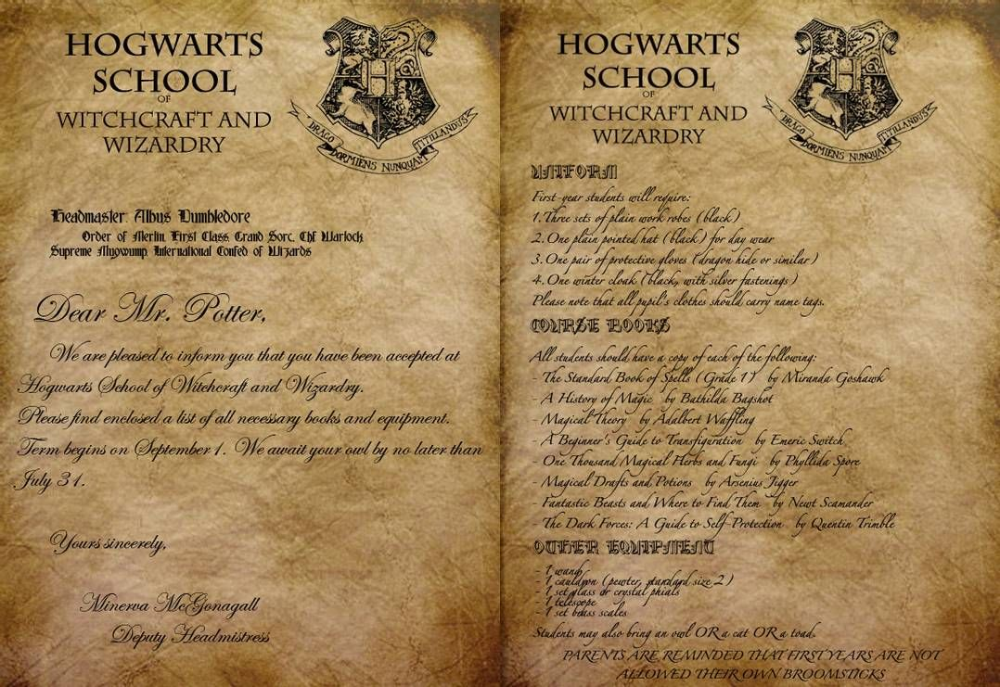 HOGWARTS
SCHOOL
OF
WITCHCRAFT AND
WIZARDRY
DRACO
DORMIENS NUNQUAM
TITILLANDUS
Headmaster: Albus Dumbledore
Order of Merlin, First Class, Grand Sorc., Chf. Warlock
Supreme Mugwump, International Confed. of Wizards
Dear Mr. Potter,
We are pleased to inform you that you have been accepted at
Hogwarts School of Witchcraft and Wizardry.
Please find enclosed a list of all necessary books and equipment.
Term begins on September 1. We await your owl by no later than
July 31.
Yours sincerely,
Minerva McGonagall
Deputy Headmistress
HOGWARTS
SCHOOL
OF
WITCHCRAFT AND
WIZARDRY
DRACO
DORMIENS NUNQUAM
TITILLANDUS
UNIFORM
First-year students will require:
1. Three sets of plain work robes (black)
2. One plain pointed hat (black) for day wear
3. One pair of protective gloves (dragon hide or similar)
4. One winter cloak (black, with silver fastenings)
Please note that all pupil's clothes should carry name tags.
COURSE BOOKS
All students should have a copy of each of the following:
- The Standard Book of Spells (Grade 1) by Miranda Goshawk
- A History of Magic by Bathilda Bagshot
- Magical Theory by Adalbert Waffling
- A Beginner's Guide to Transfiguration by Emeric Switch
- One Thousand Magical Herbs and Fungi by Phyllida Spore
- Magical Drafts and Potions by Arsenius Jigger
- Fantastic Beasts and Where to Find Them by Newt Scamander
- The Dark Forces: A Guide to Self-Protection by Quentin Trimble
OTHER EQUIPMENT
- 1 wand
- 1 cauldron (pewter, standard size 2)
- 1 set glass or crystal phials
- 1 telescope
- 1 set brass scales
Students may also bring an owl OR a cat OR a toad.
PARENTS ARE REMINDED THAT FIRST YEARS ARE NOT
ALLOWED THEIR OWN BROOMSTICKS